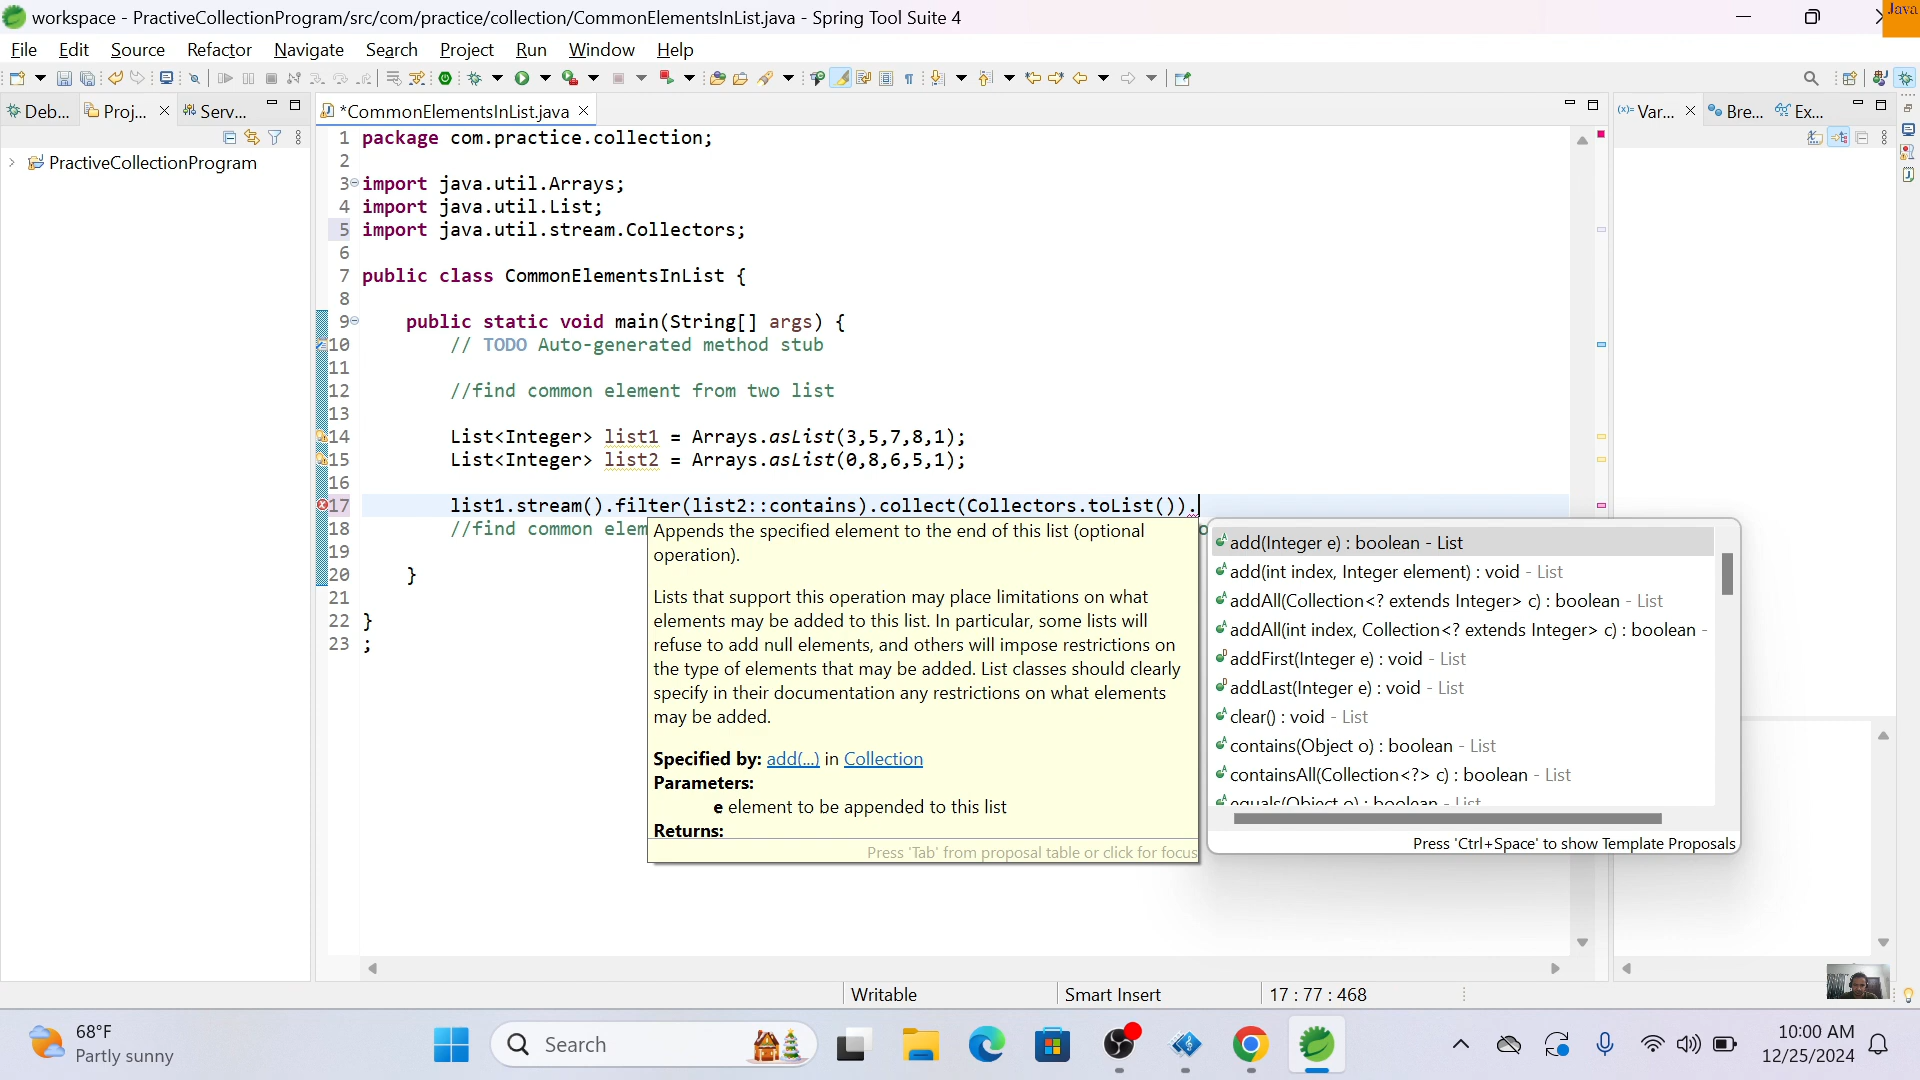 workspace - PractiveCollectionProgram/src/com/practice/collection/CommonElementsInList.java - Spring Tool Suite 4
Java
File Edit Source Refactor Navigate Search Project Run Window Help
Deb... Proj... Serv... *CommonElementsInList.java Var... Bre... Ex...
PractiveCollectionProgram
1 package com.practice.collection;
2
3 import java.util.Arrays;
4 import java.util.List;
5 import java.util.stream.Collectors;
6
7 public class CommonElementsInList {
8
9 public static void main(String[] args) {
10 // TODO Auto-generated method stub
11
12 //find common element from two list
13
14 List<Integer> list1 = Arrays.asList(3,5,7,8,1);
15 List<Integer> list2 = Arrays.asList(0,8,6,5,1);
16
17 list1.stream().filter(list2::contains).collect(Collectors.toList()).
18 //find common elem
19
20 }
21
22 }
23 ;
Appends the specified element to the end of this list (optional
operation).
Lists that support this operation may place limitations on what
elements may be added to this list. In particular, some lists will
refuse to add null elements, and others will impose restrictions on
the type of elements that may be added. List classes should clearly
specify in their documentation any restrictions on what elements
may be added.
Specified by: add(...) in Collection
Parameters:
e element to be appended to this list
Returns:
Press 'Tab' from proposal table or click for focus
add(Integer e) : boolean - List
add(int index, Integer element) : void - List
addAll(Collection<? extends Integer> c) : boolean - List
addAll(int index, Collection<? extends Integer> c) : boolean -
addFirst(Integer e) : void - List
addLast(Integer e) : void - List
clear() : void - List
contains(Object o) : boolean - List
containsAll(Collection<?> c) : boolean - List
equals(Object o) : boolean - List
Press 'Ctrl+Space' to show Template Proposals
Writable Smart Insert 17 : 77 : 468
68°F
Partly sunny
Search
10:00 AM
12/25/2024